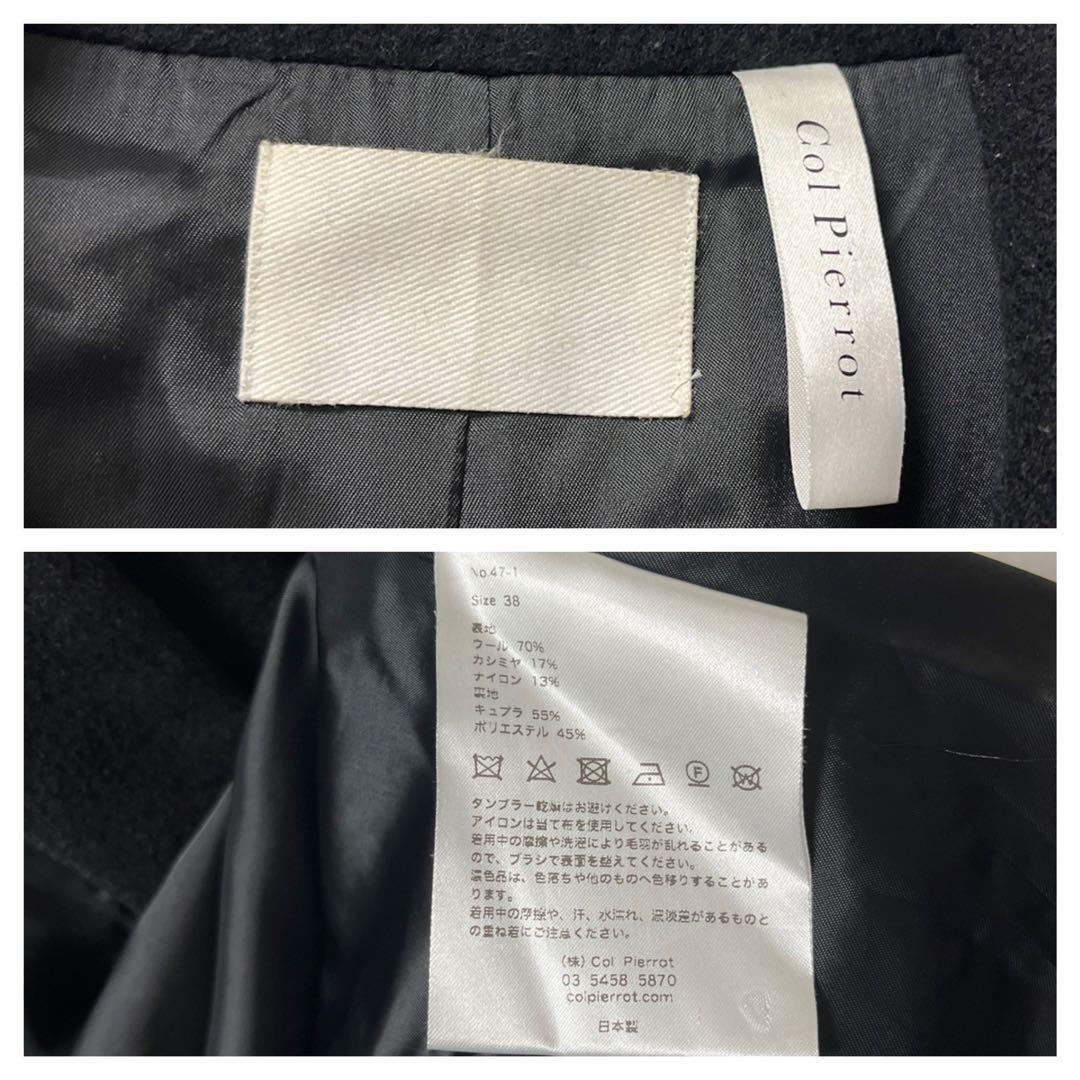 Col Pierrot
No.47-1
Size 38
表地
ウール 70%
カシミヤ 17%
ナイロン 13%
裏地
キュプラ 55%
ポリエステル 45%
F
W
タンブラー乾燥はお避けください。
アイロンは当て布を使用してください。
着用中の摩擦や洗濯により毛羽が乱れることがある
ので、ブラシで表面を整えてください。
濃色品は、色落ちや他のものへ色移りすることがあ
ります。
着用中の摩擦や、汗、水濡れ、濃淡差があるものと
の重ね着にご注意ください。
(株) Col Pierrot
03 5458 5870
colpierrot.com
日本製